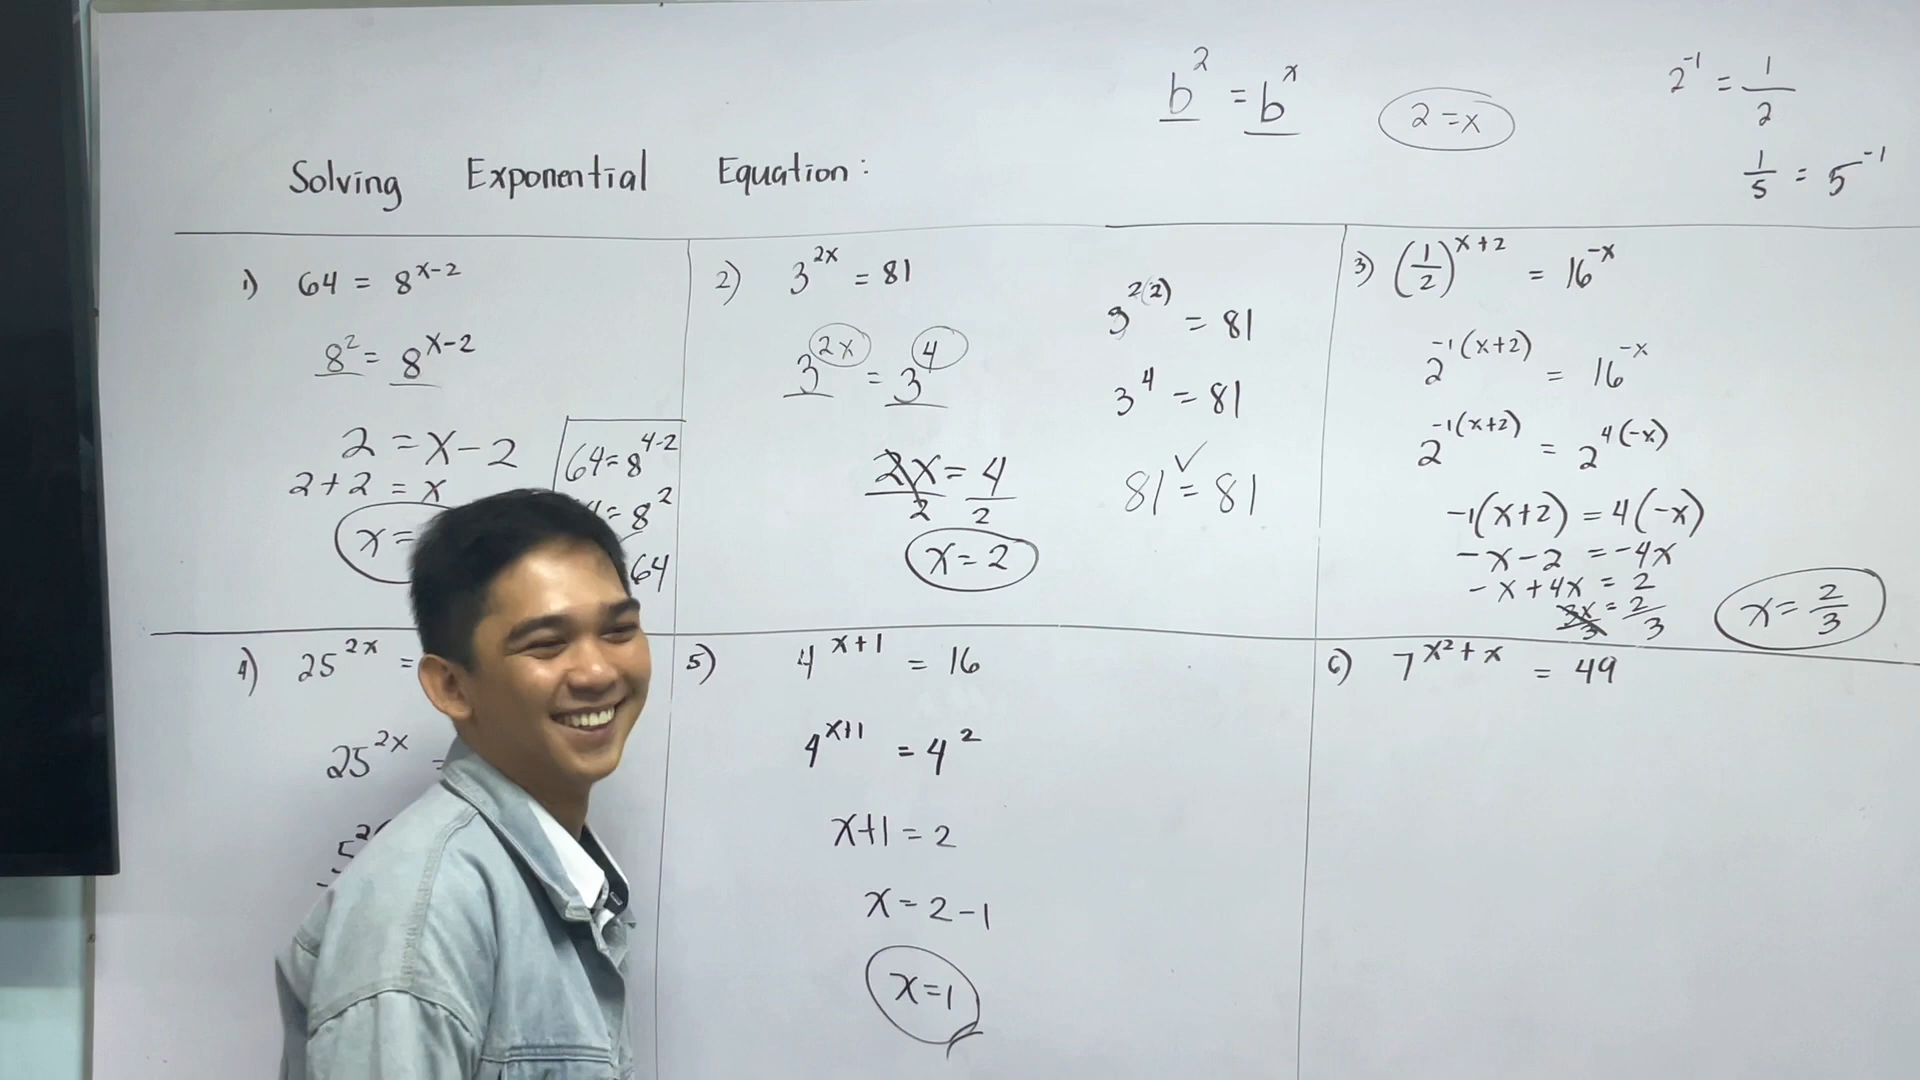 b² = bˣ
2 = x
2⁻¹ = 1/2
1/5 = 5⁻¹
Solving Exponential Equation:
1) 64 = 8^(x-2)
8² = 8^(x-2)
2 = x-2
2+2 = x
x =
64 = 8^(4-2)
= 8²
64
2) 3^(2x) = 81
3^(2x) = 3^4
2x/2 = 4/2
x = 2
3^(2(2)) = 81
3^4 = 81
81 = 81 ✓
3) (1/2)^(x+2) = 16^(-x)
2^(-1(x+2)) = 16^(-x)
2^(-1(x+2)) = 2^(4(-x))
-1(x+2) = 4(-x)
-x-2 = -4x
-x+4x = 2
3x/3 = 2/3
x = 2/3
4) 25^(2x) =
25^(2x) =
5) 4^(x+1) = 16
4^(x+1) = 4²
x+1 = 2
x = 2-1
x = 1
6) 7^(x²+x) = 49